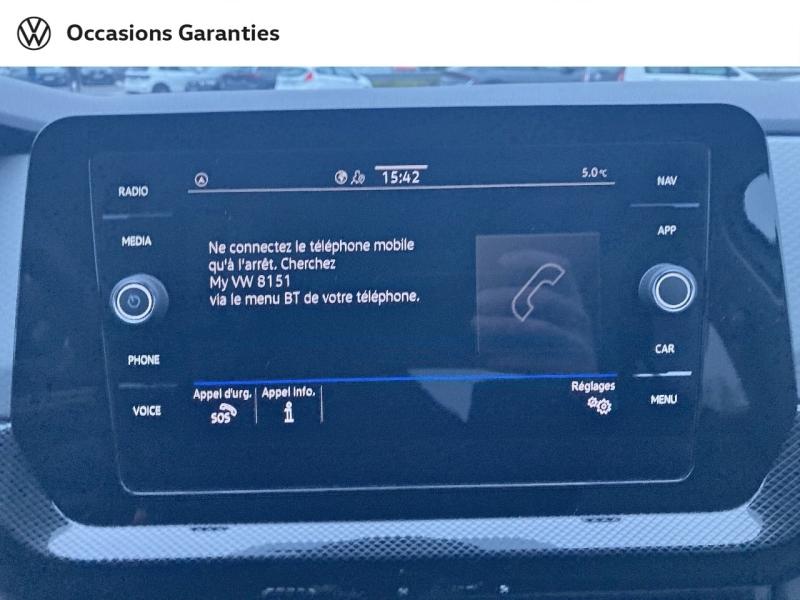 Occasions Garanties
RADIO
MEDIA
PHONE
VOICE
15:42
5.0°C
Ne connectez le téléphone mobile
qu'à l'arrêt. Cherchez
My VW 8151
via le menu BT de votre téléphone.
Appel d'urg.
SOS
Appel Info.
Réglages
NAV
APP
CAR
MENU